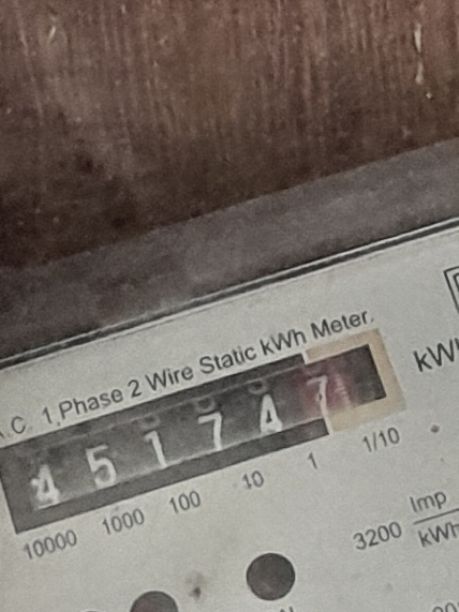 A.C. 1,Phase 2 Wire Static kWh Meter.
4 5 1 7 4 7
kWh
10000 1000 100 10 1 1/10
3200 Imp
kWh